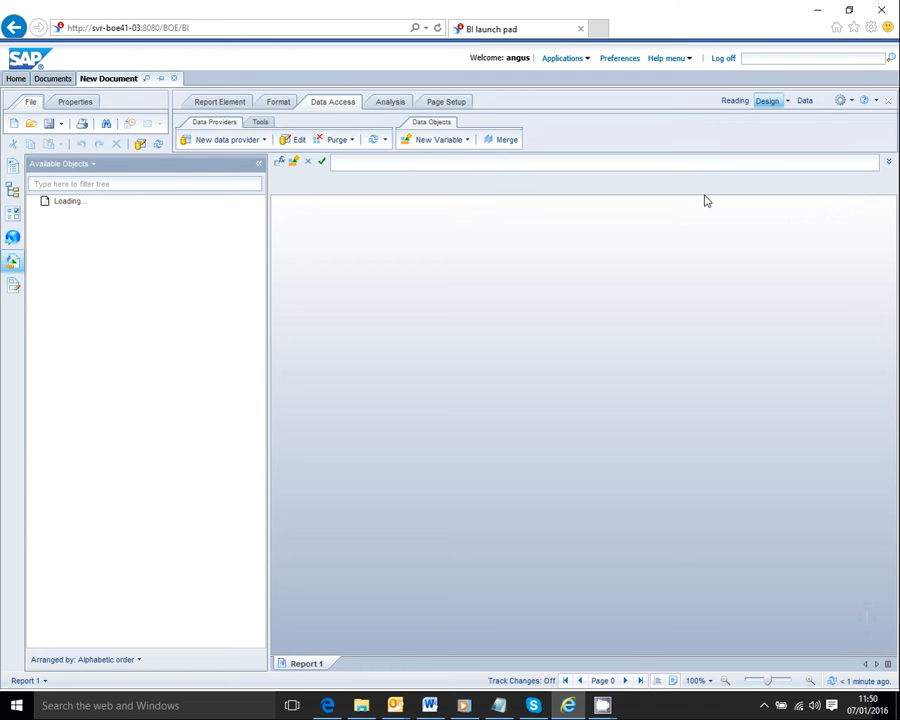 http://svr-boe41-03:8080/BOE/BI
BI launch pad
SAP
Welcome: angus
Applications
Preferences
Help menu
Log off
Home
Documents
New Document
File
Properties
Report Element
Format
Data Access
Analysis
Page Setup
Reading
Design
Data
Data Providers
Tools
Data Objects
New data provider
Edit
Purge
New Variable
Merge
Available Objects
Type here to filter tree
Loading...
Arranged by: Alphabetic order
Report 1
Report 1
Track Changes: Off
Page 0
100%
< 1 minute ago.
Search the web and Windows
11:50
07/01/2016